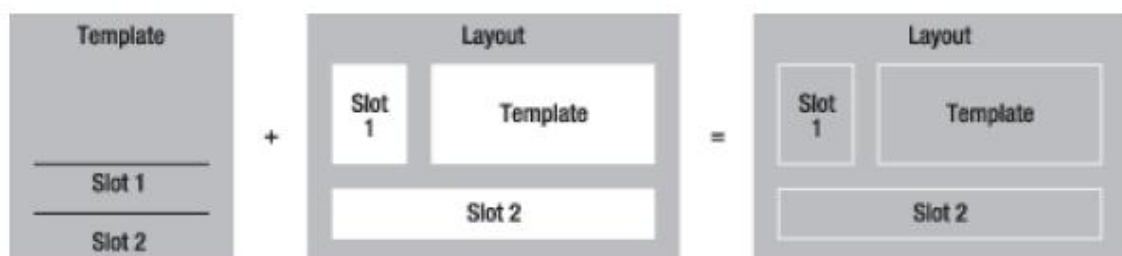 Template
Slot 1
Slot 2
+
Layout
Slot
1
Template
Slot 2
=
Layout
Slot
1
Template
Slot 2